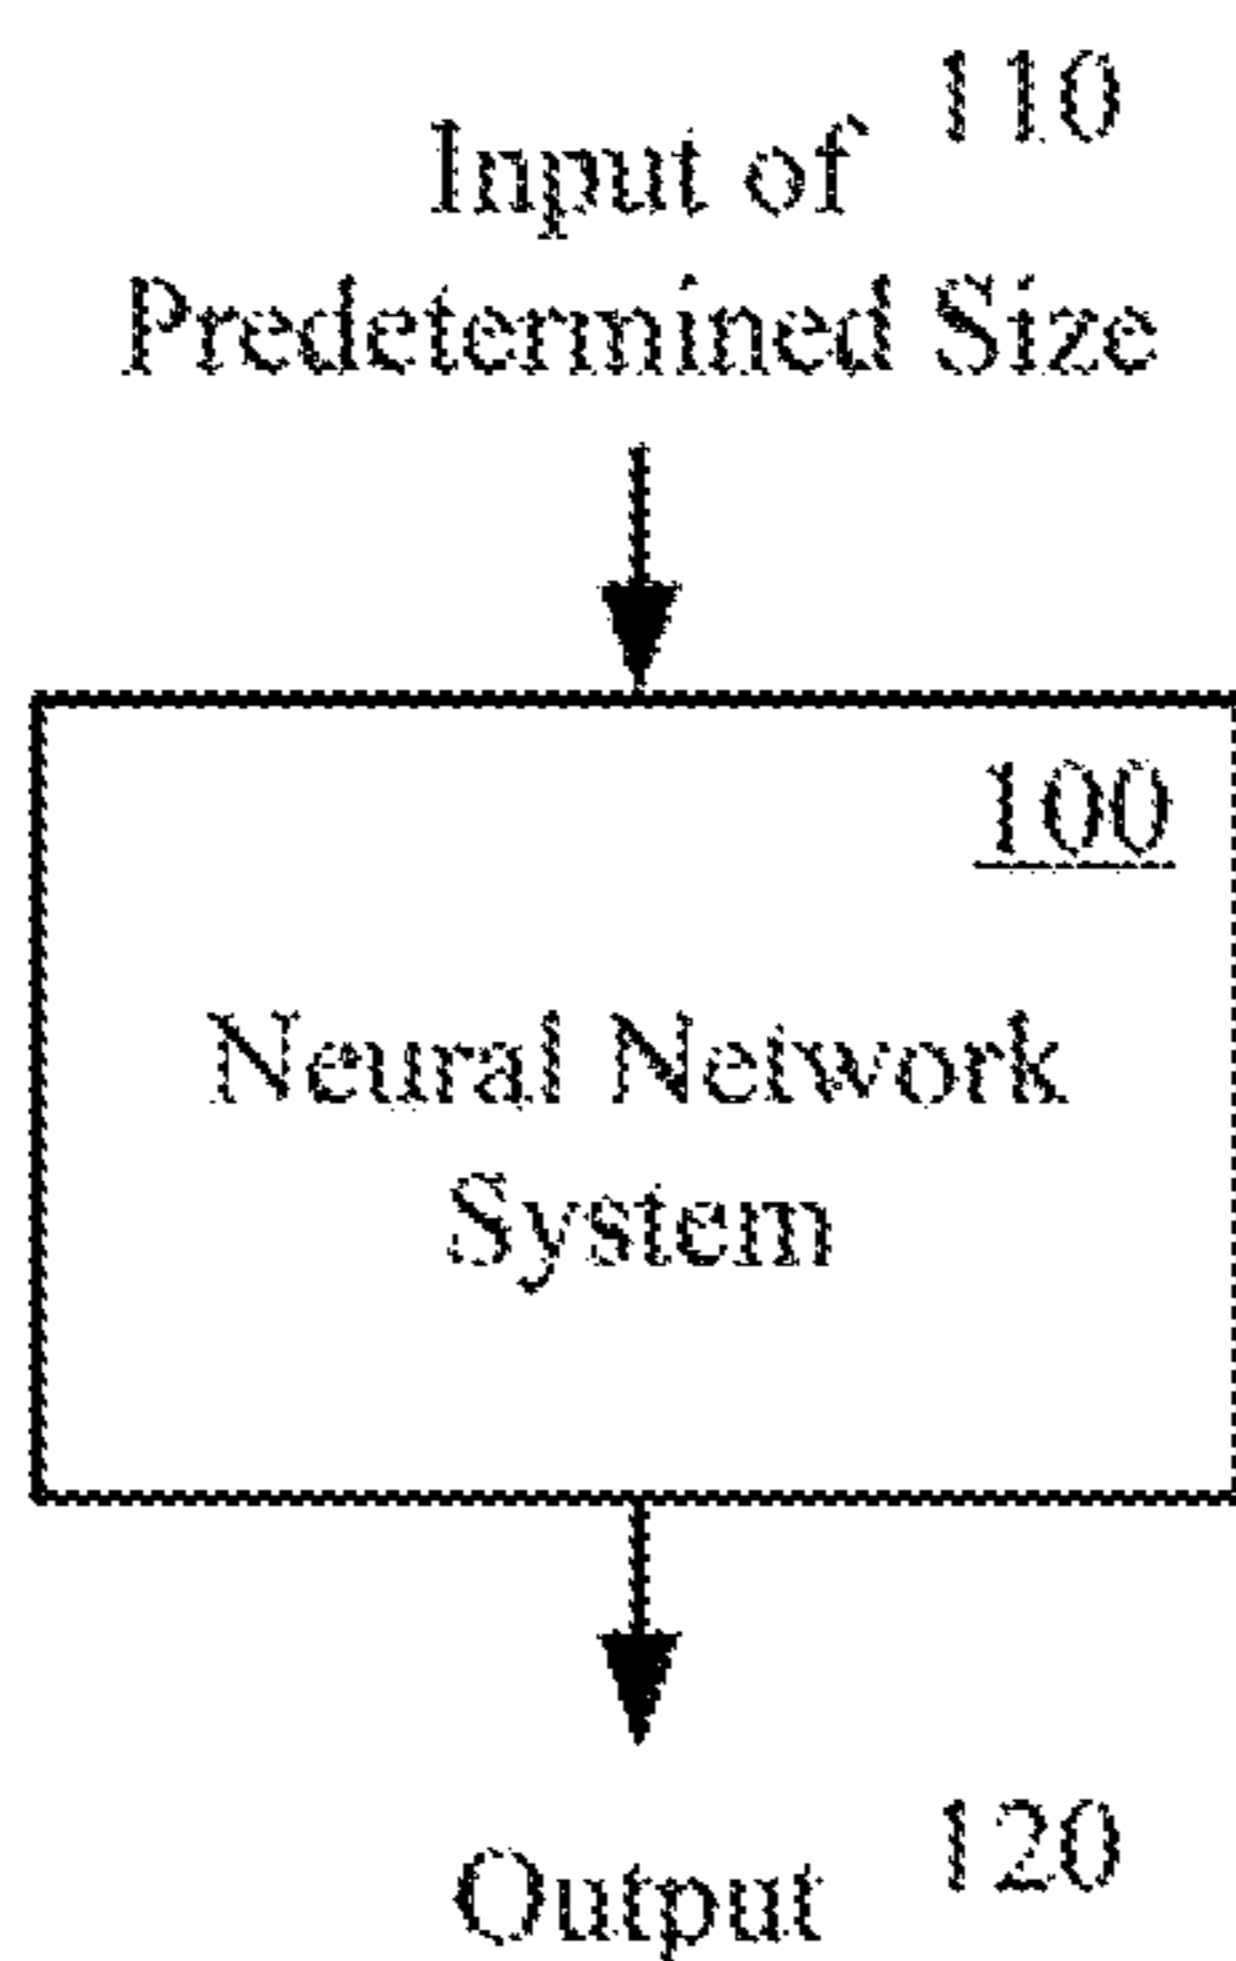 110
Input of
Predetermined Size
100
Neural Network
System
120
Output